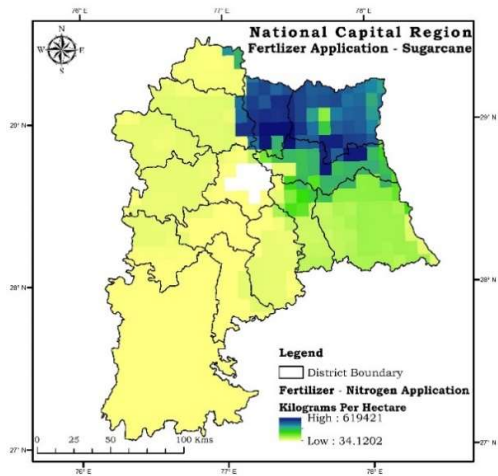 76° E 77° E 78° E
National Capital Region
Fertlizer Application - Sugarcane
N
W E
S
29° N 29° N
28° N 28° N
Legend
District Boundary
Fertilizer - Nitrogen Application
Kilograms Per Hectare
High : 619421
Low : 34.1202
27° N 27° N
0 25 50 100 Kms
76° E 77° E 78° E